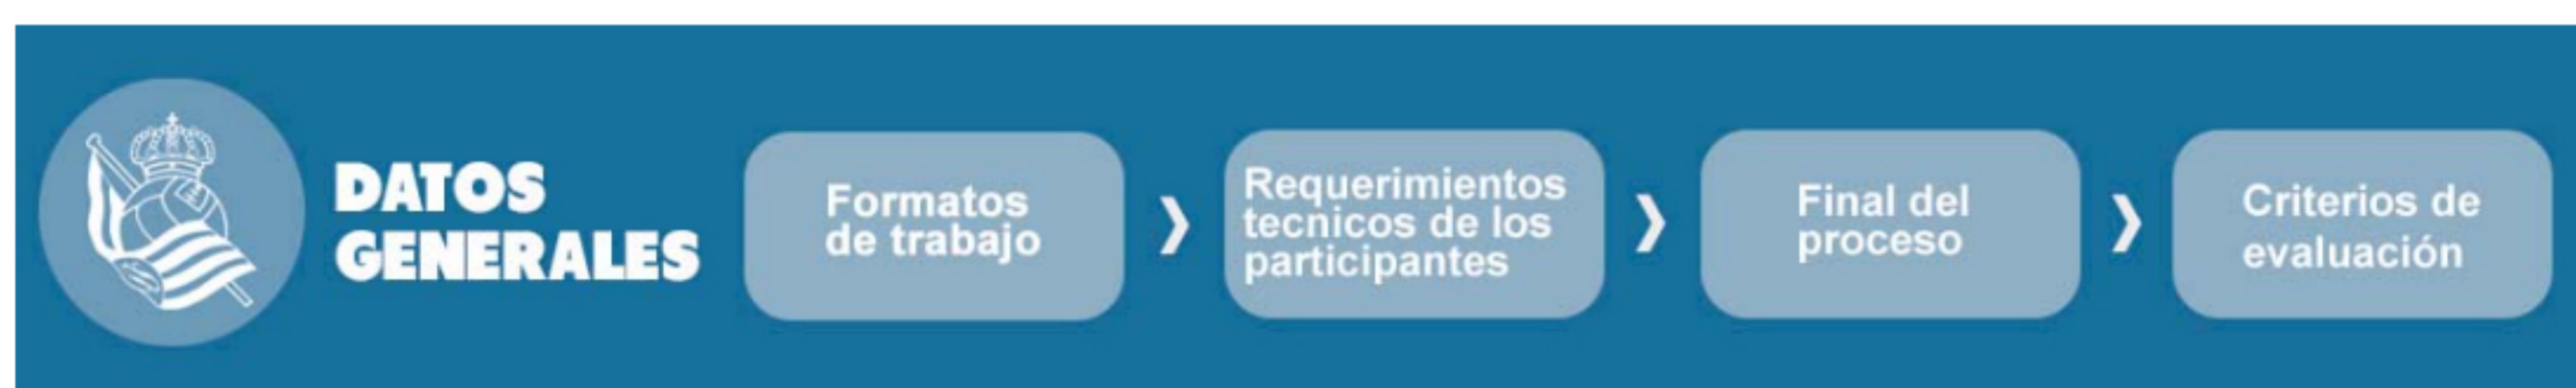 DATOS
GENERALES
Formatos
de trabajo
Requerimientos
tecnicos de los
participantes
Final del
proceso
Criterios de
evaluación